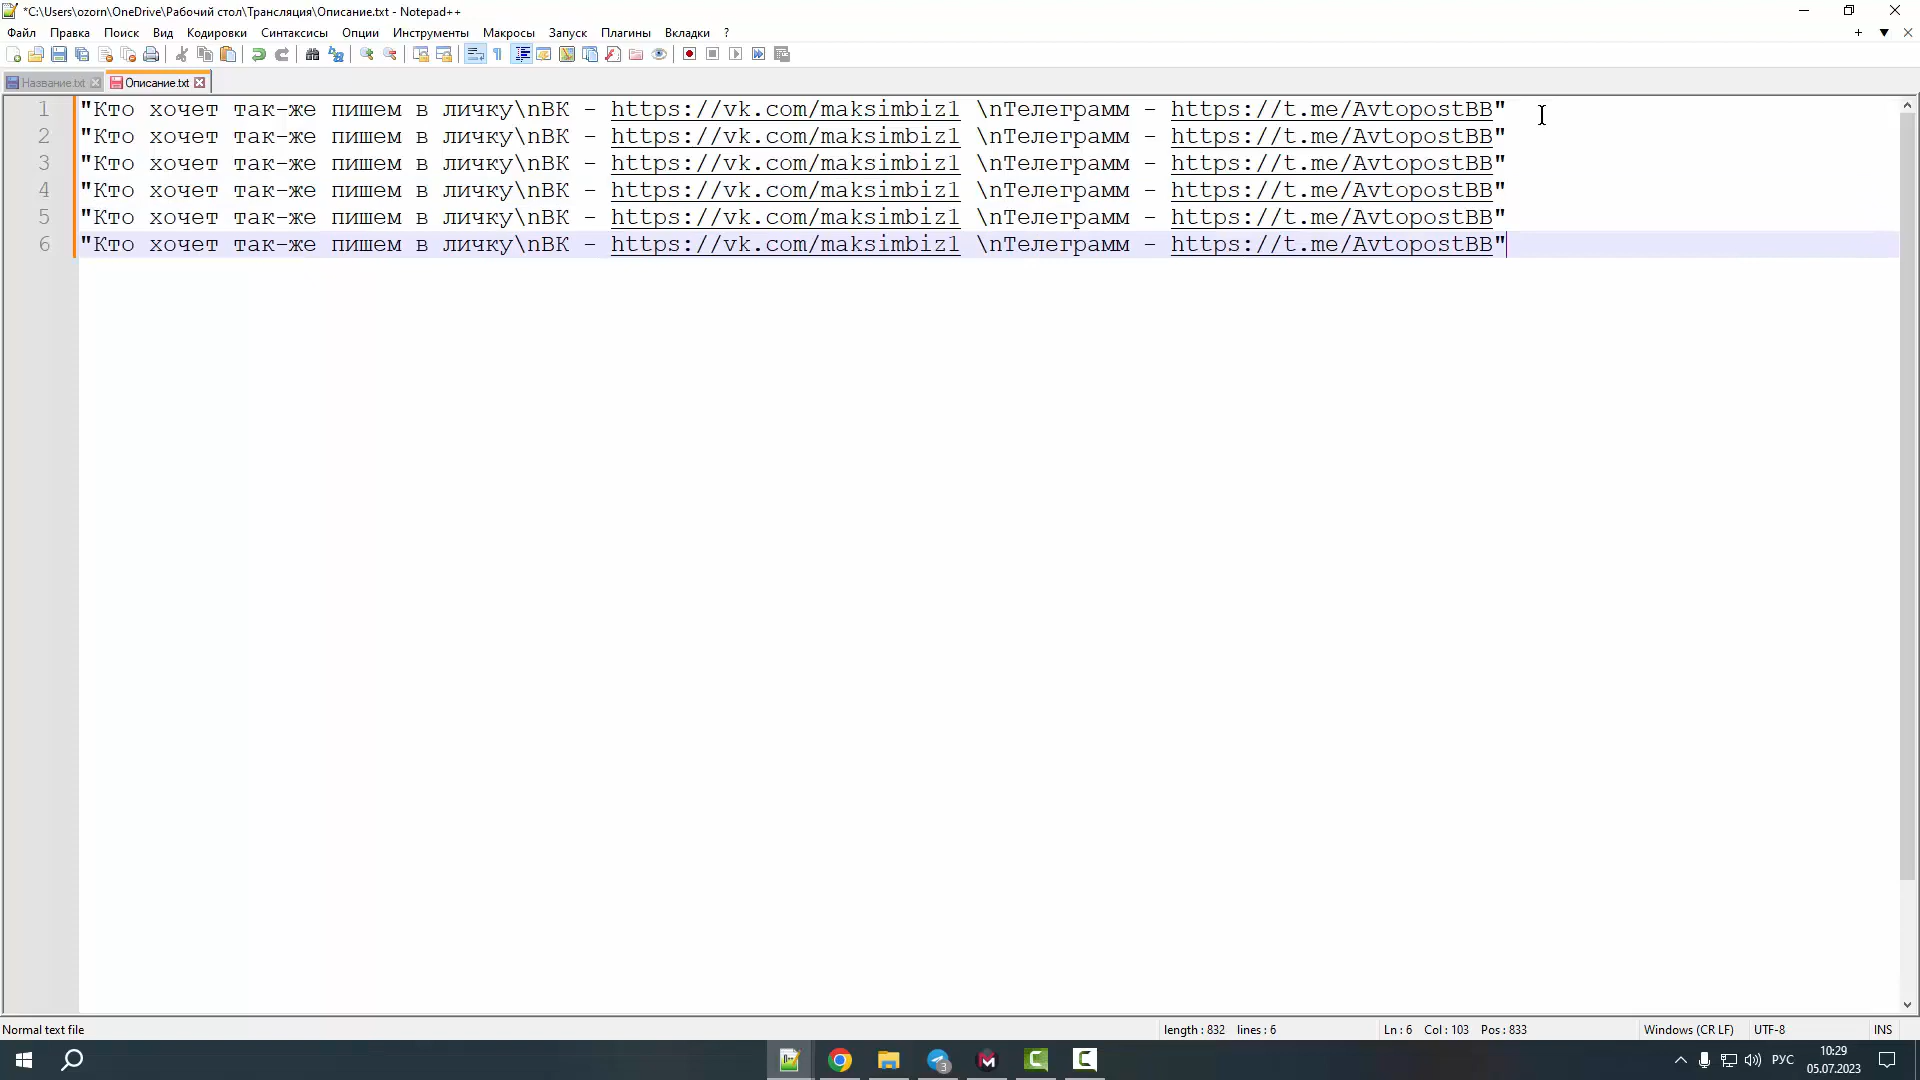 *C:\Users\ozorn\OneDrive\Рабочий стол\Трансляция\Описание.txt - Notepad++
Файл Правка Поиск Вид Кодировки Синтаксисы Опции Инструменты Макросы Запуск Плагины Вкладки ?
Название.txt Описание.txt
1 "Кто хочет так-же пишем в личку\nВК - https://vk.com/maksimbiz1 \nТелеграмм - https://t.me/AvtopostBB"
2 "Кто хочет так-же пишем в личку\nВК - https://vk.com/maksimbiz1 \nТелеграмм - https://t.me/AvtopostBB"
3 "Кто хочет так-же пишем в личку\nВК - https://vk.com/maksimbiz1 \nТелеграмм - https://t.me/AvtopostBB"
4 "Кто хочет так-же пишем в личку\nВК - https://vk.com/maksimbiz1 \nТелеграмм - https://t.me/AvtopostBB"
5 "Кто хочет так-же пишем в личку\nВК - https://vk.com/maksimbiz1 \nТелеграмм - https://t.me/AvtopostBB"
6 "Кто хочет так-же пишем в личку\nВК - https://vk.com/maksimbiz1 \nТелеграмм - https://t.me/AvtopostBB"
Normal text file length : 832 lines : 6 Ln : 6 Col : 103 Pos : 833 Windows (CR LF) UTF-8 INS
3 РУС 10:29
05.07.2023